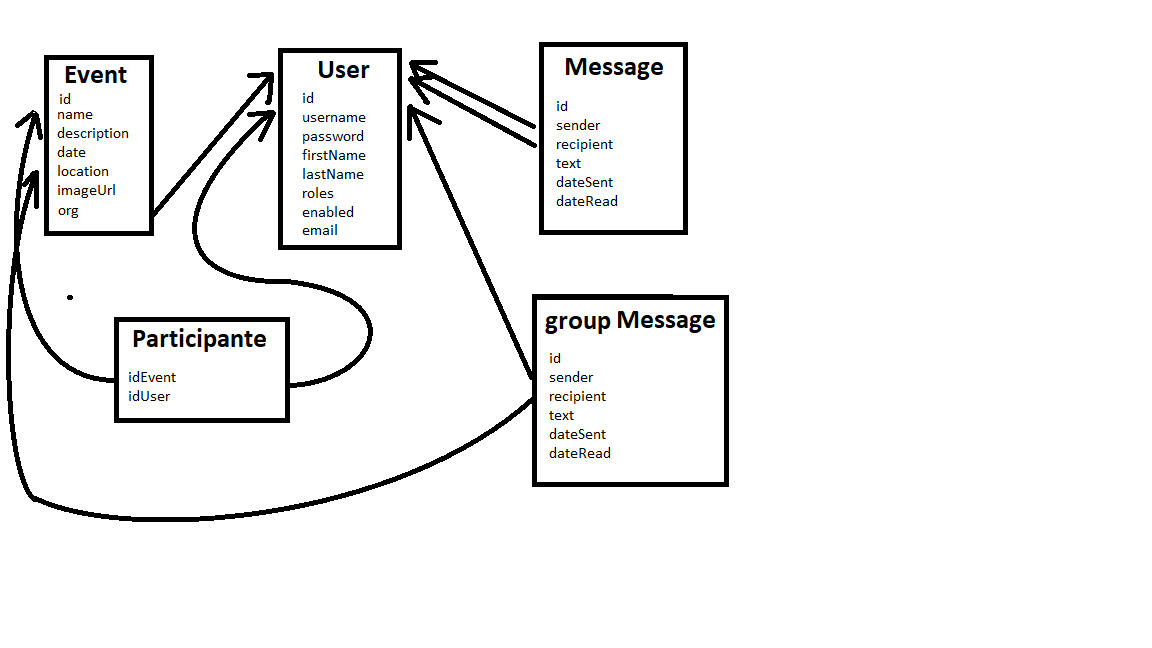 Event
id
name
description
date
location
imageUrl
org
User
id
username
password
firstName
lastName
roles
enabled
email
Message
id
sender
recipient
text
dateSent
dateRead
Participante
idEvent
idUser
group Message
id
sender
recipient
text
dateSent
dateRead